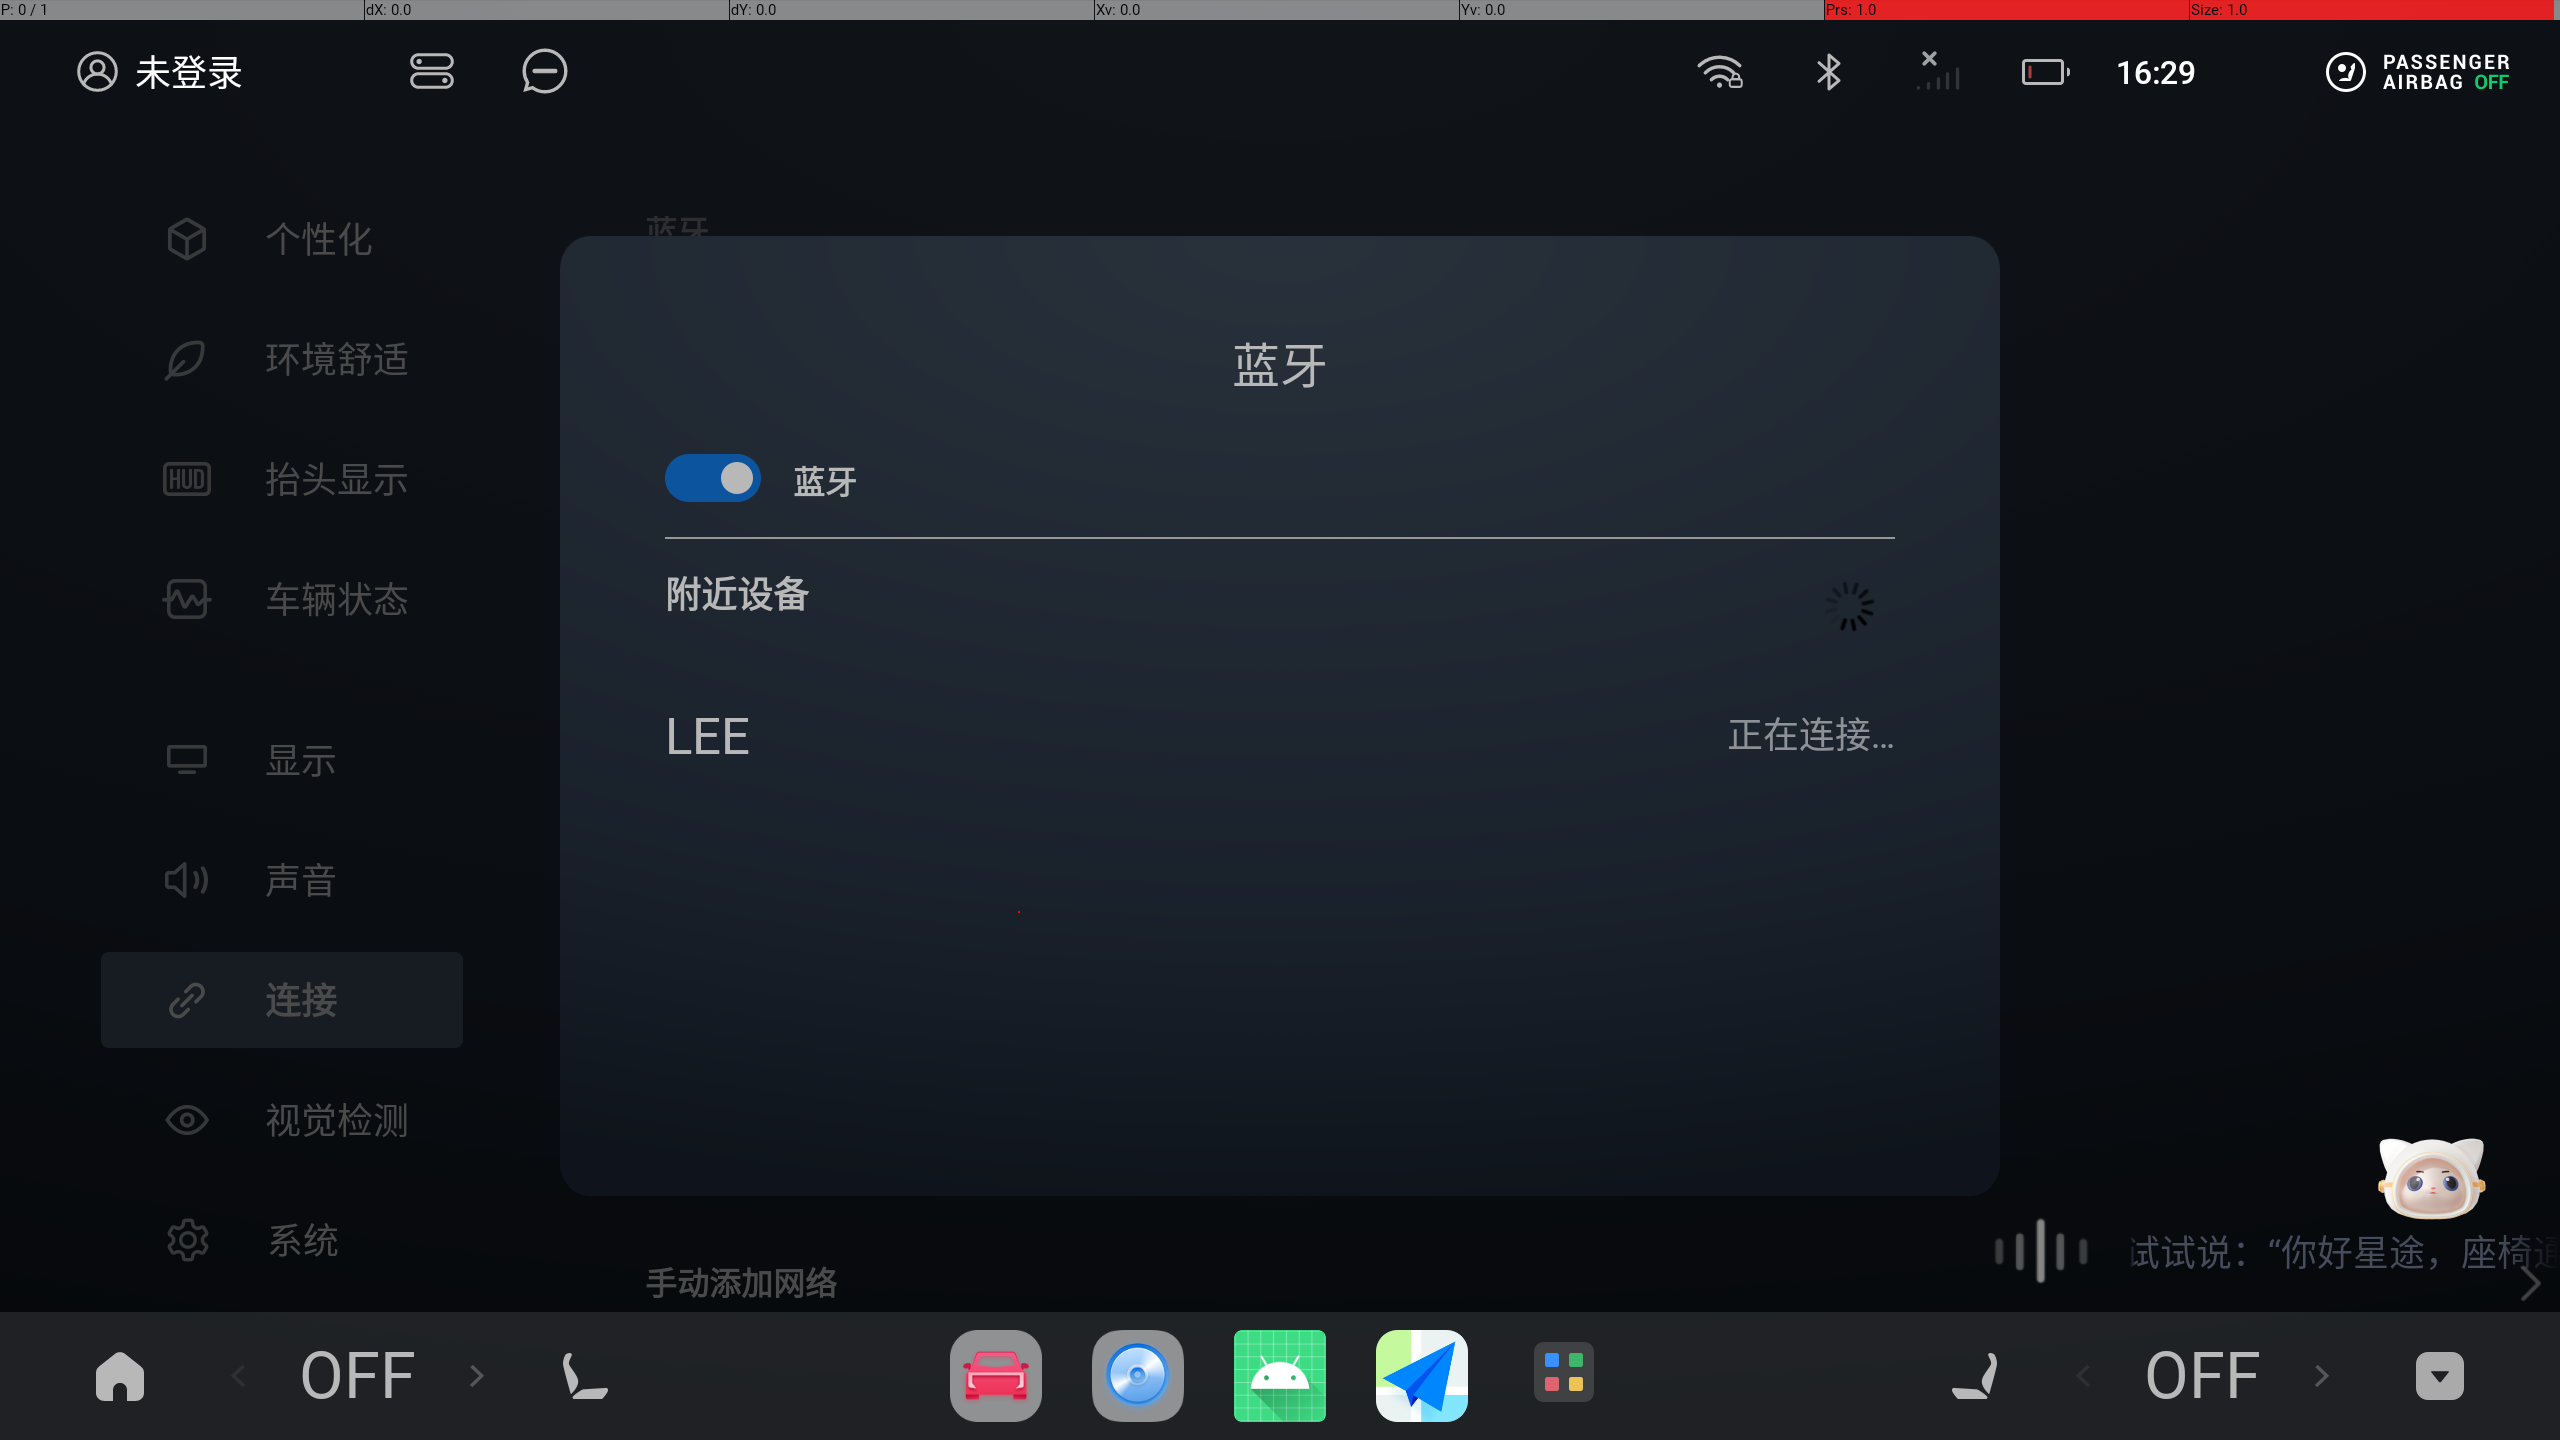 P: 0 / 1
dX: 0.0
dY: 0.0
Xv: 0.0
Yv: 0.0
Prs: 1.0
Size: 1.0
未登录
16:29
PASSENGER
AIRBAG OFF
个性化
环境舒适
HUD
抬头显示
车辆状态
显示
声音
连接
视觉检测
系统
蓝牙
蓝牙
蓝牙
附近设备
LEE
正在连接...
手动添加网络
试试说：“你好星途，座椅通
OFF
OFF